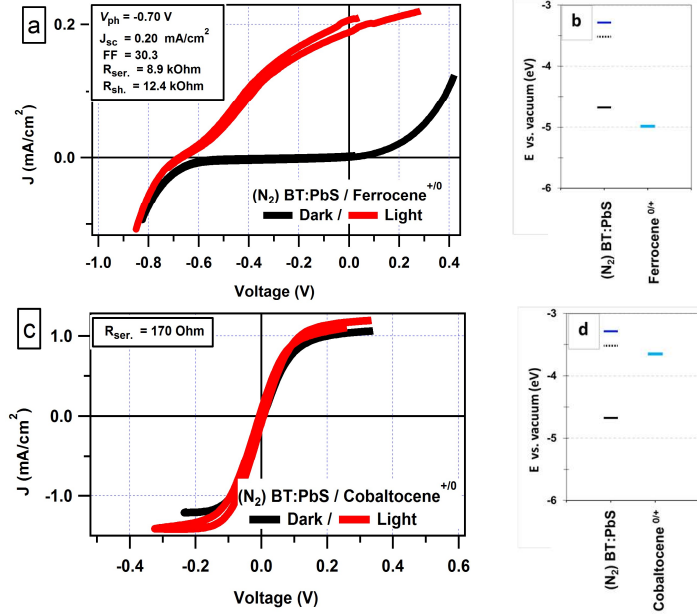 a
V_ph = -0.70 V
J_sc = 0.20 mA/cm²
FF = 30.3
R_ser. = 8.9 kOhm
R_sh. = 12.4 kOhm
0.2
0.0
J (mA/cm²)
(N₂) BT:PbS / Ferrocene⁺/⁰
Dark / Light
-1.0 -0.8 -0.6 -0.4 -0.2 0.0 0.2 0.4
Voltage (V)
b
-3
-4
-5
-6
E vs. vacuum (eV)
(N₂) BT:PbS
Ferrocene ⁰/⁺
c
R_ser. = 170 Ohm
1.0
0.0
-1.0
J (mA/cm²)
(N₂) BT:PbS / Cobaltocene⁺/⁰
Dark / Light
-0.4 -0.2 0.0 0.2 0.4 0.6
Voltage (V)
d
-3
-4
-5
-6
E vs. vacuum (eV)
(N₂) BT:PbS
Cobaltocene ⁰/⁺